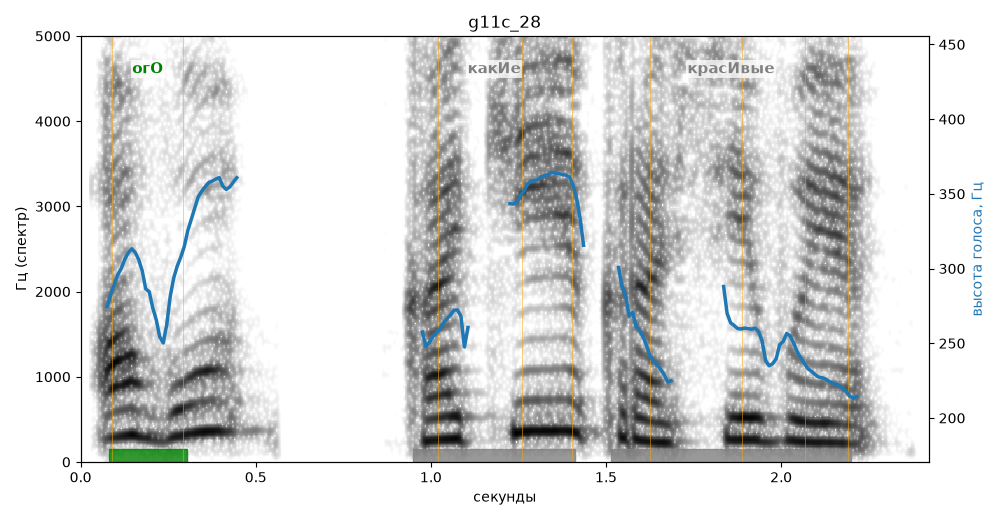 g11c_28
огО
какИе
красИвые
Гц (спектр)
5000
4000
3000
2000
1000
0
0.0 0.5 1.0 1.5 2.0
секунды
450
400
350
300
250
200
высота голоса, Гц